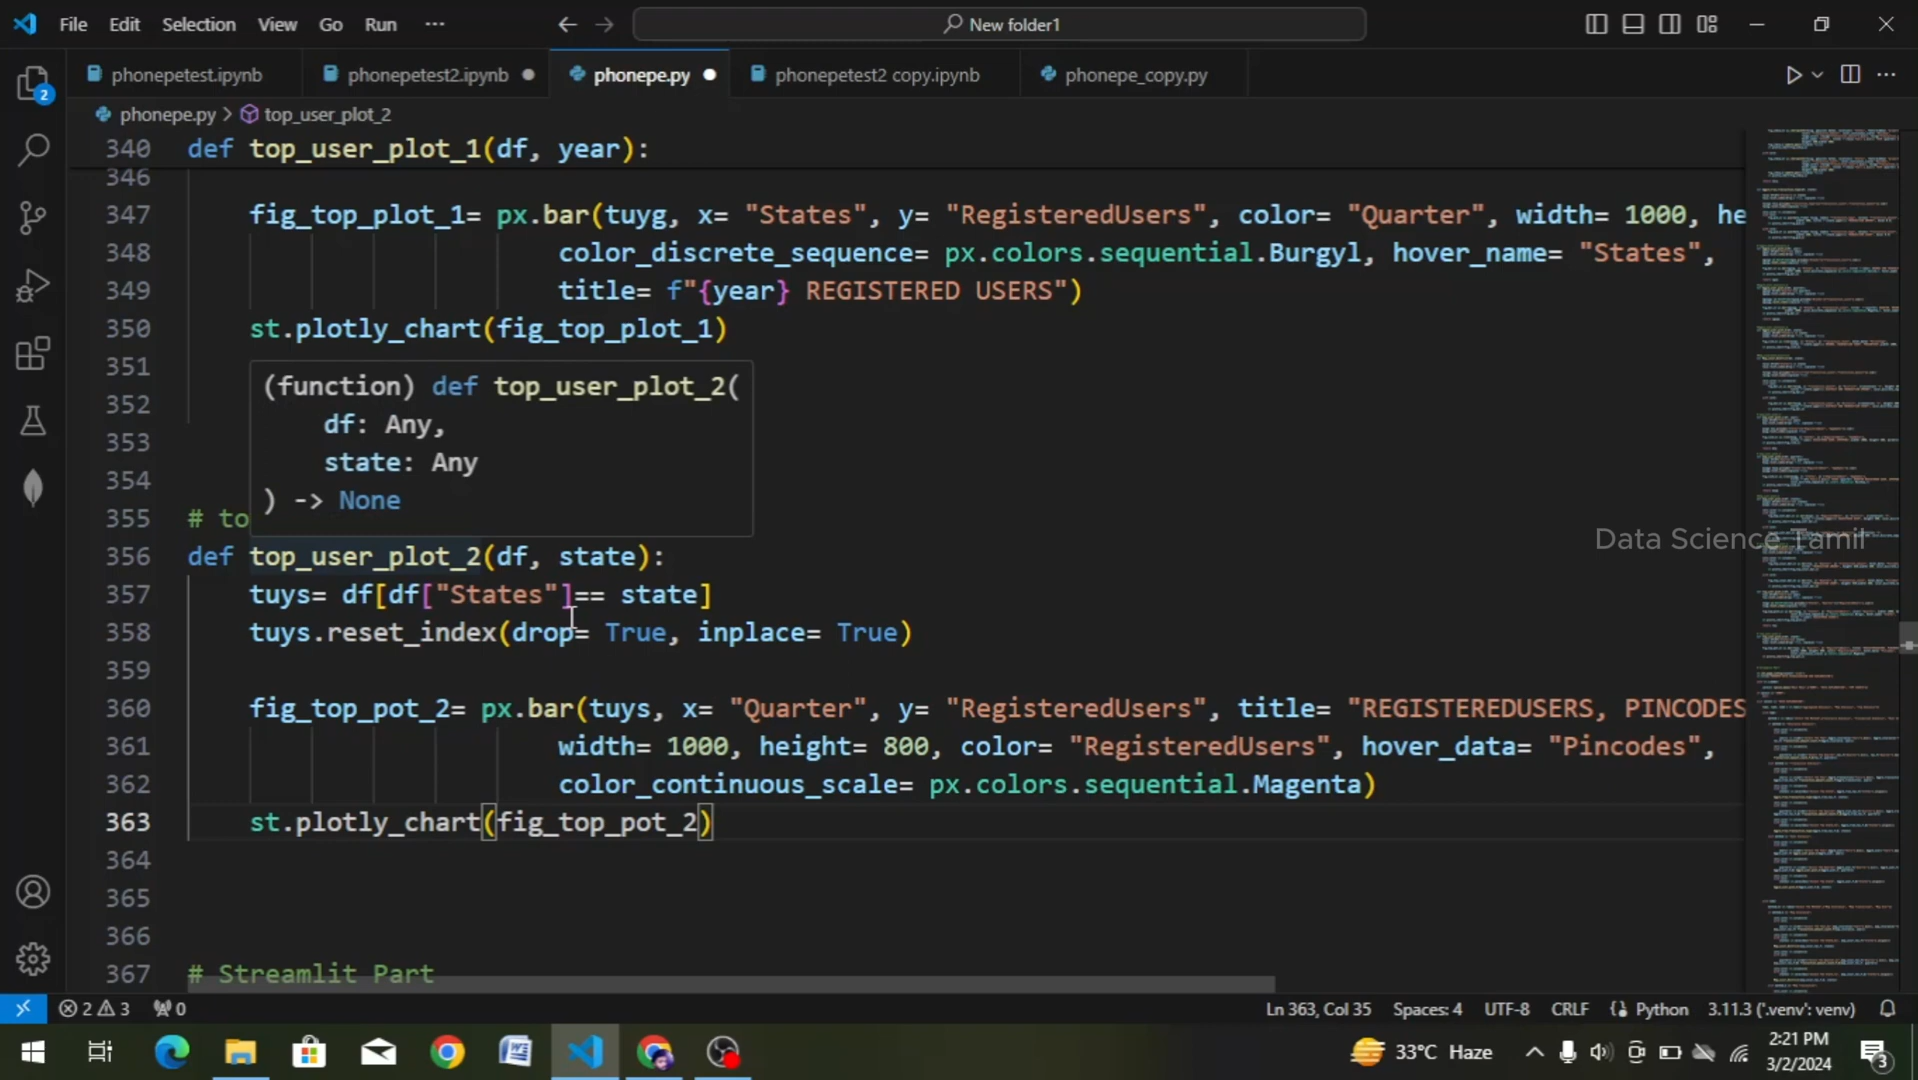 File Edit Selection View Go Run ··· New folder1
phonepetest.ipynb phonepetest2.ipynb phonepe.py phonepetest2 copy.ipynb phonepe_copy.py
2
phonepe.py > top_user_plot_2
340 def top_user_plot_1(df, year):
346
347 fig_top_plot_1= px.bar(tuyg, x= "States", y= "RegisteredUsers", color= "Quarter", width= 1000, he
348 color_discrete_sequence= px.colors.sequential.Burgyl, hover_name= "States",
349 title= f"{year} REGISTERED USERS")
350 st.plotly_chart(fig_top_plot_1)
351
352
353
354
(function) def top_user_plot_2(
df: Any,
state: Any
) -> None
355 # to
356 def top_user_plot_2(df, state):
357 tuys= df[df["States"]== state]
358 tuys.reset_index(drop= True, inplace= True)
359
360 fig_top_pot_2= px.bar(tuys, x= "Quarter", y= "RegisteredUsers", title= "REGISTEREDUSERS, PINCODES
361 width= 1000, height= 800, color= "RegisteredUsers", hover_data= "Pincodes",
362 color_continuous_scale= px.colors.sequential.Magenta)
363 st.plotly_chart(fig_top_pot_2)
364
365
366
367 # Streamlit Part
Data Science Tamil
2 3 0 Ln 363, Col 35 Spaces: 4 UTF-8 CRLF Python 3.11.3 ('.venv': venv)
33°C Haze 2:21 PM
3/2/2024 3